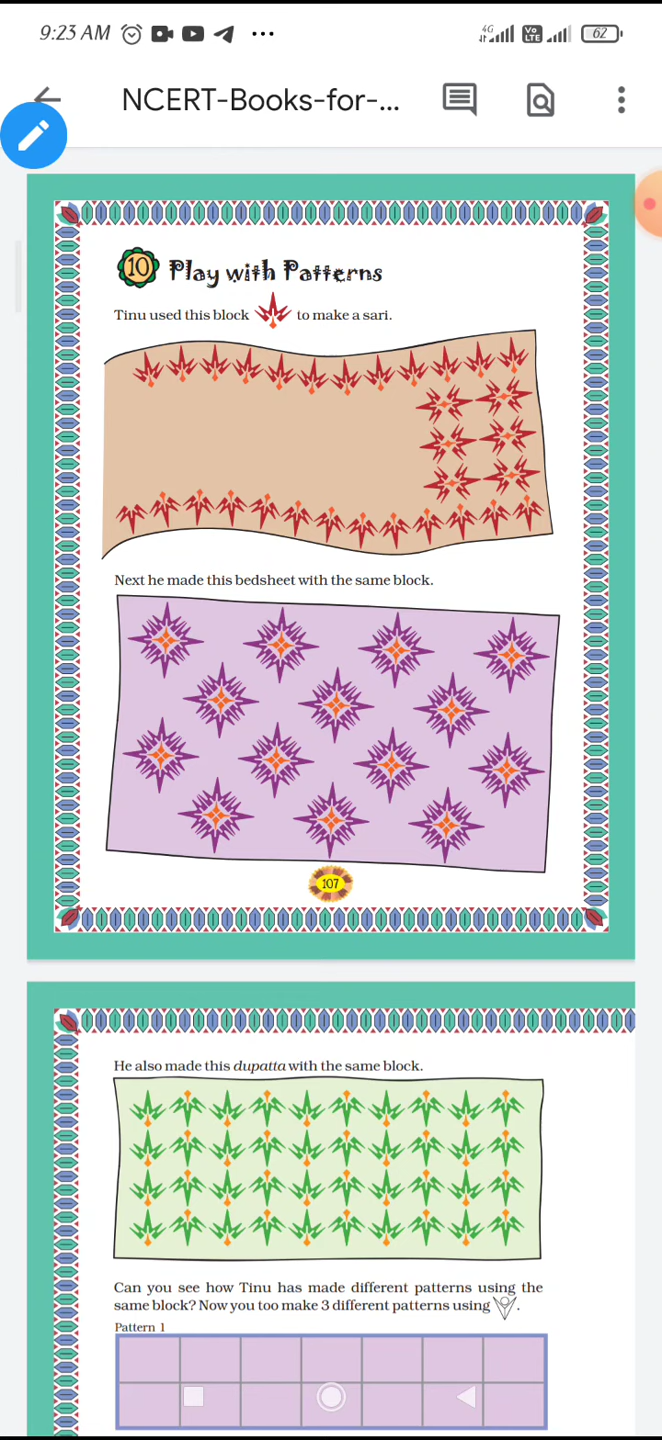 9:23 AM
4G
Vo
LTE
62
NCERT-Books-for-...
10 Play with Patterns
Tinu used this block to make a sari.
Next he made this bedsheet with the same block.
107
He also made this dupatta with the same block.
Can you see how Tinu has made different patterns using the
same block? Now you too make 3 different patterns using .
Pattern 1